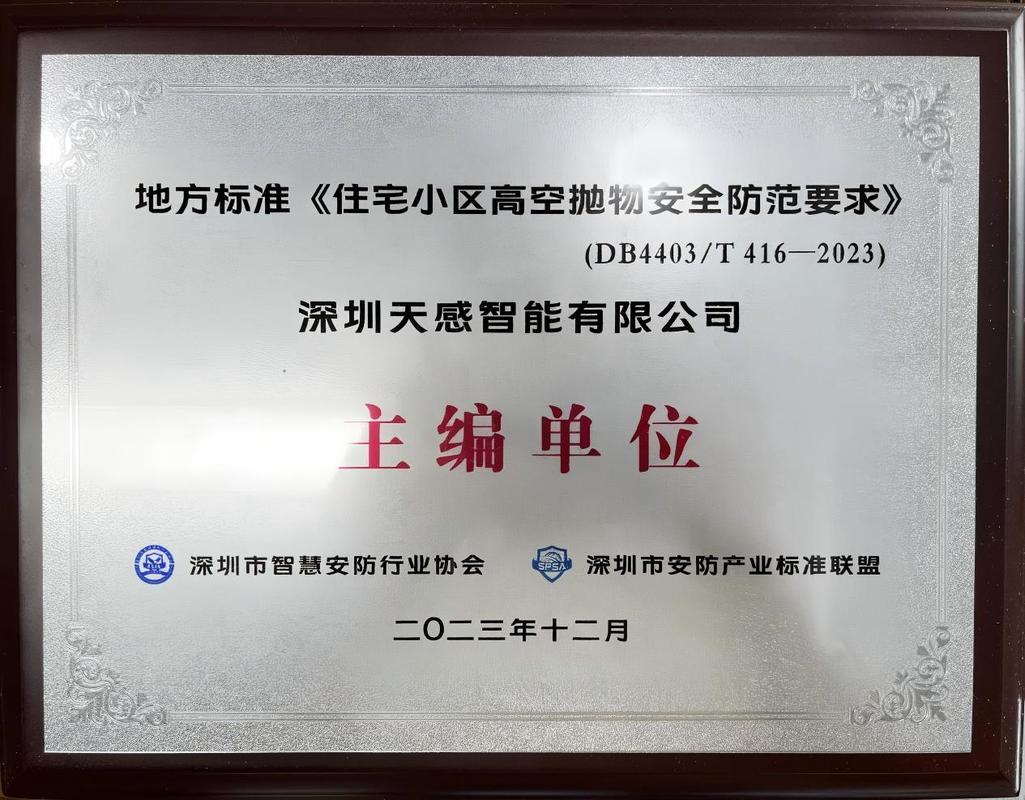 地方标准《住宅小区高空抛物安全防范要求》
(DB4403/T 416—2023)
深圳天感智能有限公司
主编单位
深圳市智慧安防行业协会 SPSA 深圳市安防产业标准联盟
二〇二三年十二月